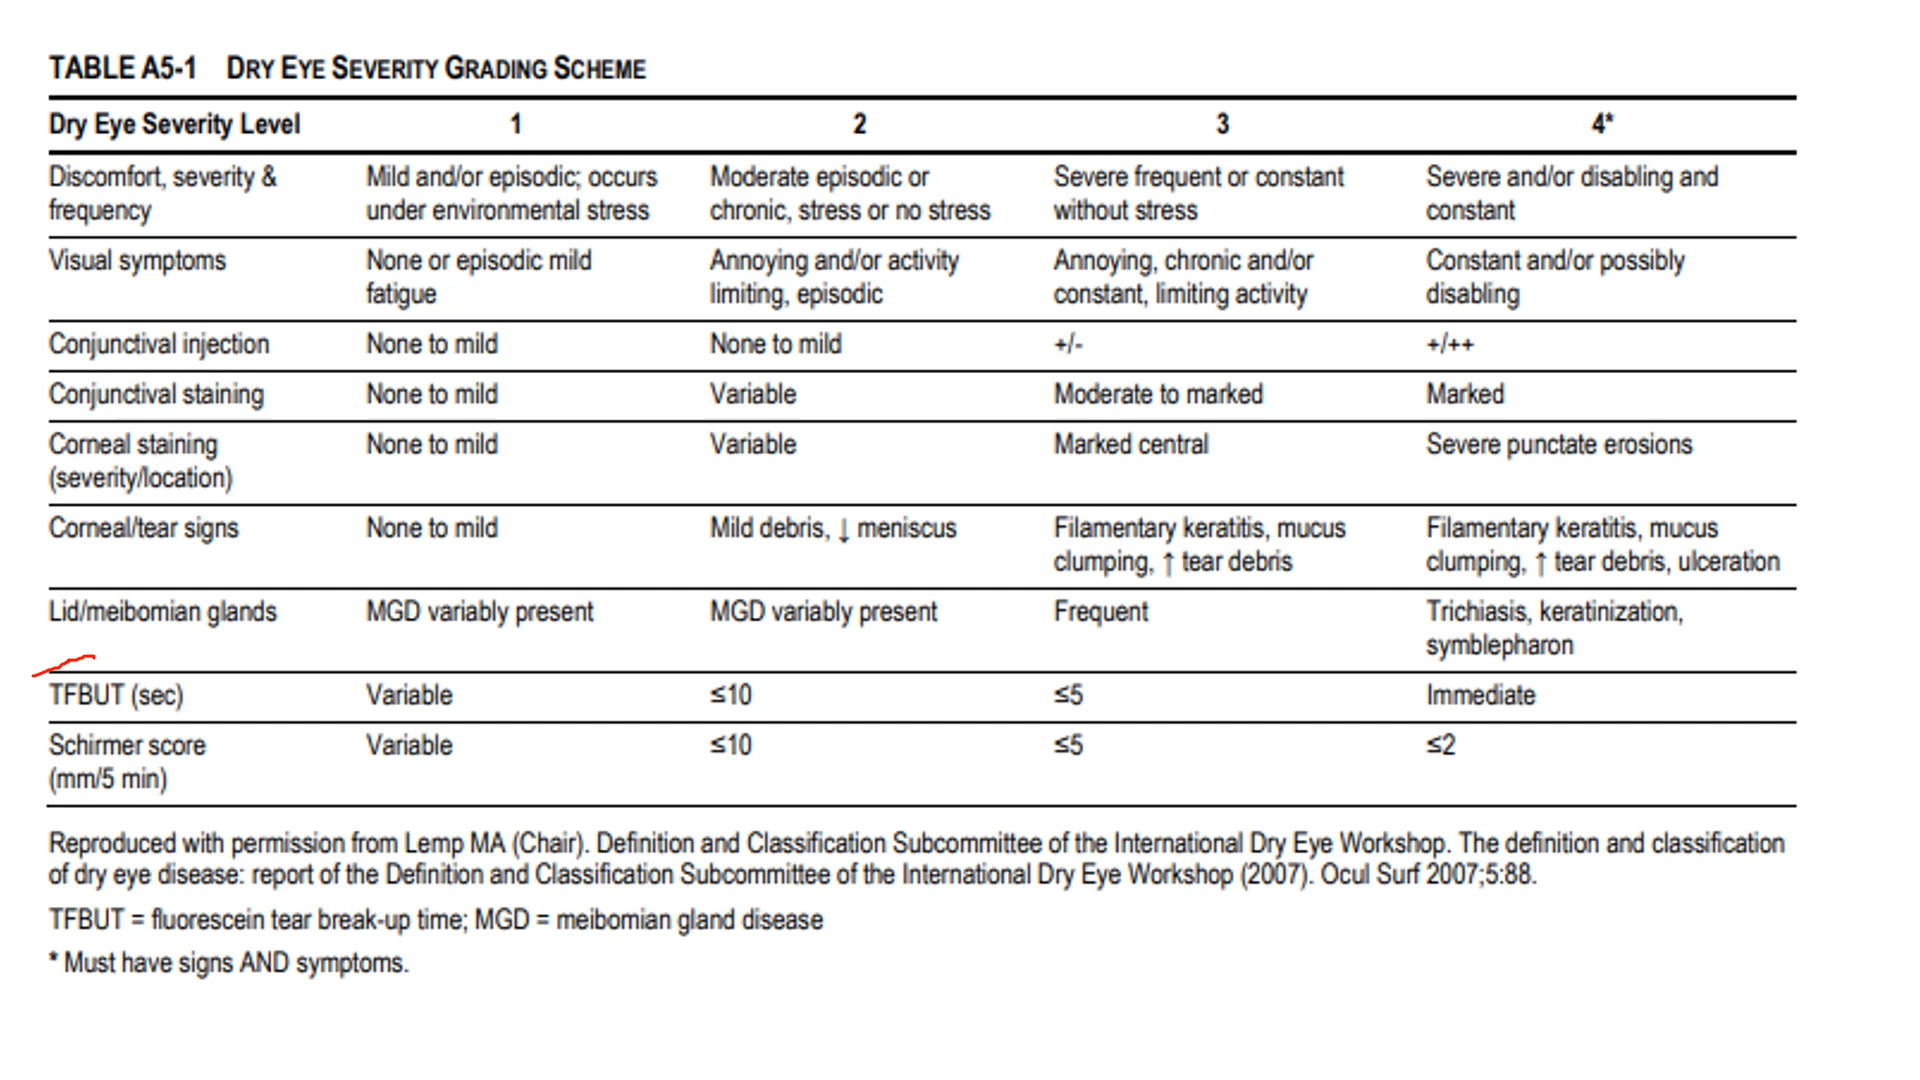 TABLE A5-1 DRY EYE SEVERITY GRADING SCHEME
Dry Eye Severity Level 1 2 3 4*
Discomfort, severity & Mild and/or episodic; occurs Moderate episodic or Severe frequent or constant Severe and/or disabling and
frequency under environmental stress chronic, stress or no stress without stress constant
Visual symptoms None or episodic mild Annoying and/or activity Annoying, chronic and/or Constant and/or possibly
fatigue limiting, episodic constant, limiting activity disabling
Conjunctival injection None to mild None to mild +/- +/++
Conjunctival staining None to mild Variable Moderate to marked Marked
Corneal staining None to mild Variable Marked central Severe punctate erosions
(severity/location)
Corneal/tear signs None to mild Mild debris, ↓ meniscus Filamentary keratitis, mucus Filamentary keratitis, mucus
clumping, ↑ tear debris clumping, ↑ tear debris, ulceration
Lid/meibomian glands MGD variably present MGD variably present Frequent Trichiasis, keratinization,
symblepharon
TFBUT (sec) Variable ≤10 ≤5 Immediate
Schirmer score Variable ≤10 ≤5 ≤2
(mm/5 min)
Reproduced with permission from Lemp MA (Chair). Definition and Classification Subcommittee of the International Dry Eye Workshop. The definition and classification
of dry eye disease: report of the Definition and Classification Subcommittee of the International Dry Eye Workshop (2007). Ocul Surf 2007;5:88.
TFBUT = fluorescein tear break-up time; MGD = meibomian gland disease
* Must have signs AND symptoms.